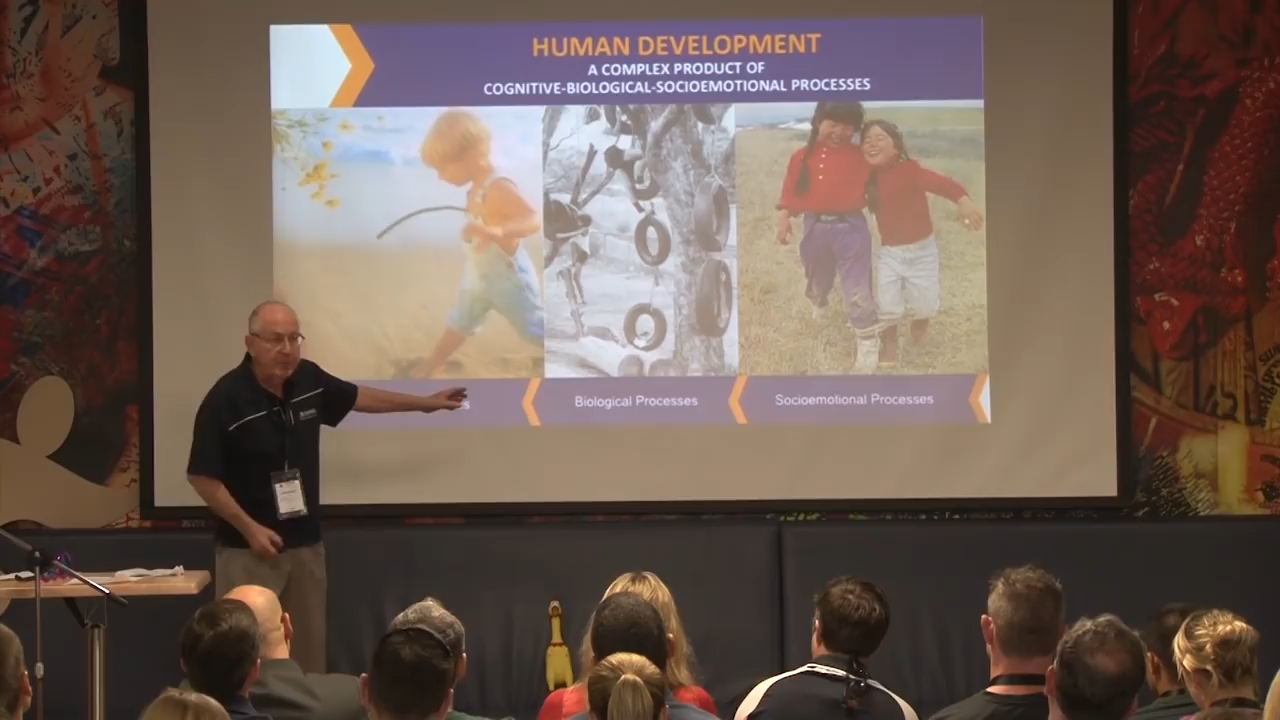 HUMAN DEVELOPMENT
A COMPLEX PRODUCT OF
COGNITIVE-BIOLOGICAL-SOCIOEMOTIONAL PROCESSES
Biological Processes
Socioemotional Processes